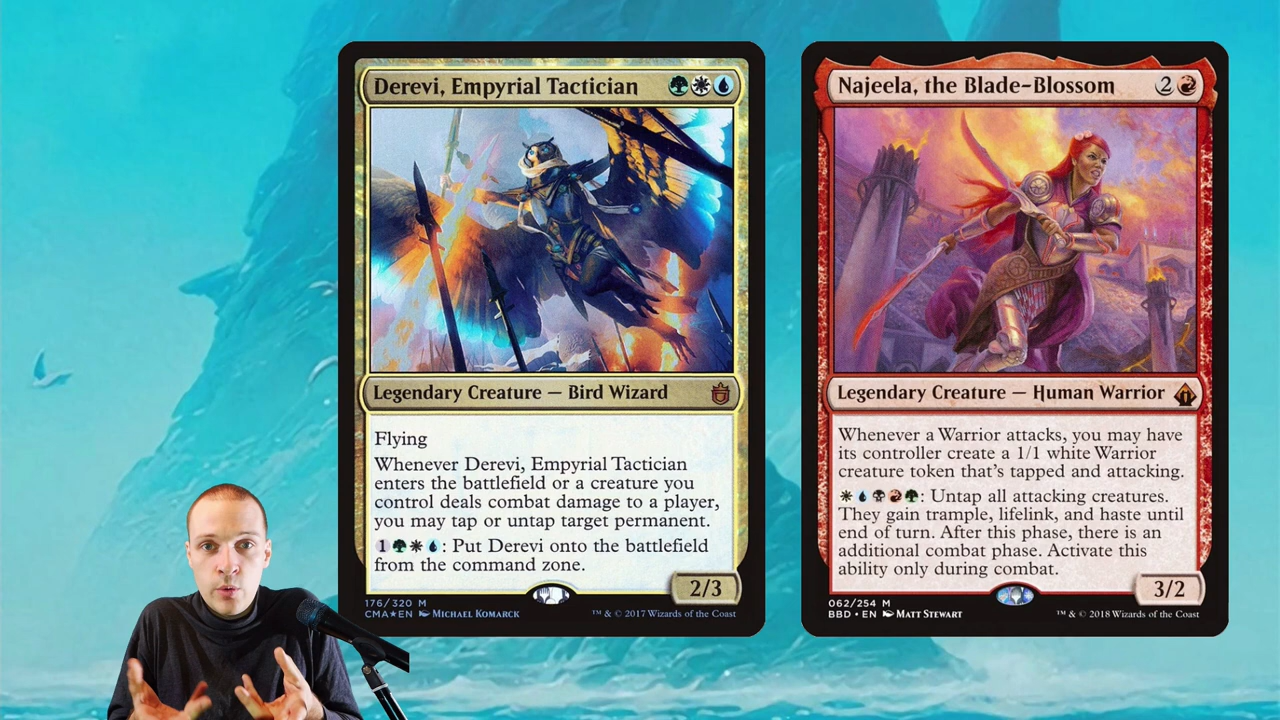 Derevi, Empyrial Tactician
Legendary Creature — Bird Wizard
Flying
Whenever Derevi, Empyrial Tactician
enters the battlefield or a creature you
control deals combat damage to a player,
you may tap or untap target permanent.
1: Put Derevi onto the battlefield
from the command zone.
2/3
176/320 M
CMA★EN Michael Komarck
™ & © 2017 Wizards of the Coast
Najeela, the Blade-Blossom
2
Legendary Creature — Human Warrior
Whenever a Warrior attacks, you may have
its controller create a 1/1 white Warrior
creature token that's tapped and attacking.
: Untap all attacking creatures.
They gain trample, lifelink, and haste until
end of turn. After this phase, there is an
additional combat phase. Activate this
ability only during combat.
3/2
062/254 M
BBD • EN Matt Stewart
™ & © 2018 Wizards of the Coast